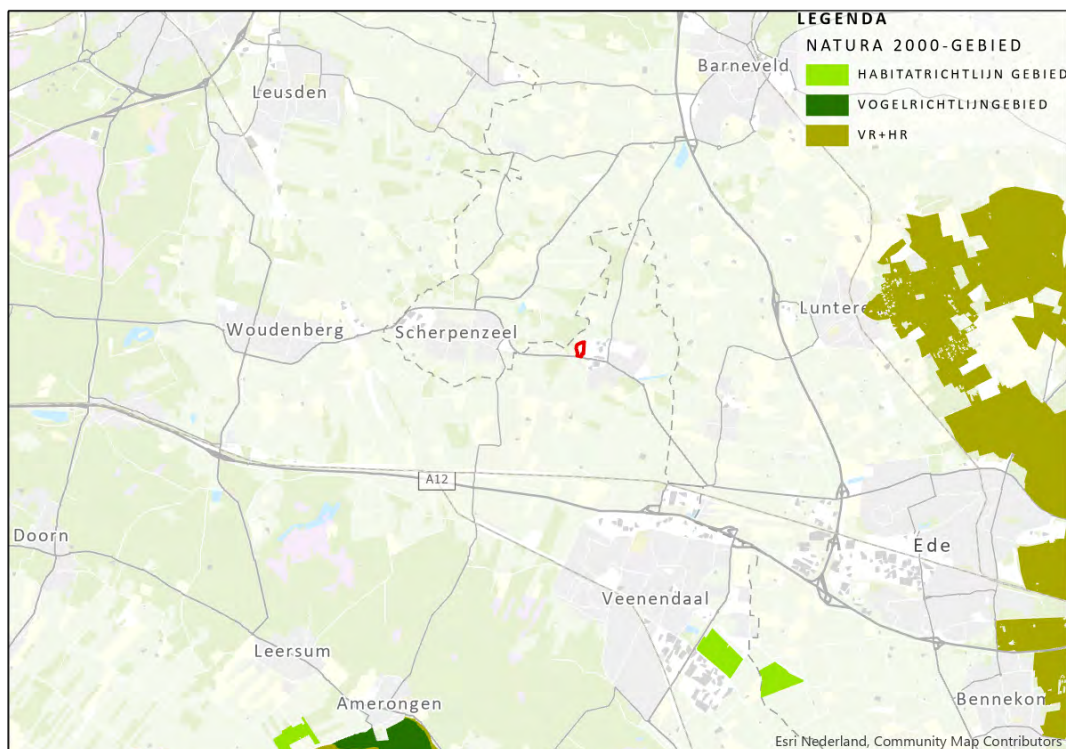 LEGENDA
NATURA 2000-GEBIED
HABITATRICHTLIJN GEBIED
VOGELRICHTLIJNGEBIED
VR+HR
Barneveld
Leusden
Luntere
Woudenberg
Scherpenzeel
A12
Doorn
Ede
Veenendaal
Leersum
Bennekom
Amerongen
Esri Nederland, Community Map Contributors